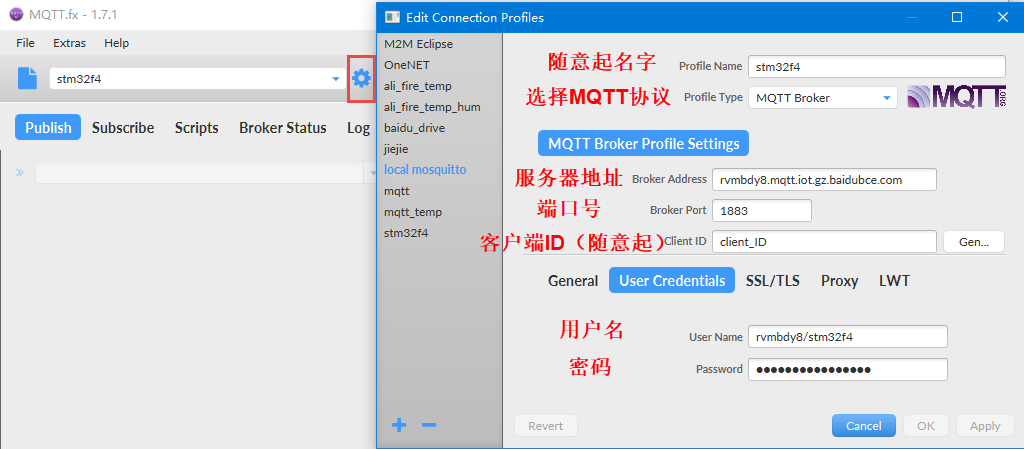 MQTT.fx - 1.7.1
File Extras Help
stm32f4
Publish Subscribe Scripts Broker Status Log
»
Edit Connection Profiles
M2M Eclipse
OneNET
ali_fire_temp
ali_fire_temp_hum
baidu_drive
jiejie
local mosquitto
mqtt
mqtt_temp
stm32f4
随意起名字 Profile Name stm32f4
选择MQTT协议 Profile Type MQTT Broker MQTT.ORG
MQTT Broker Profile Settings
服务器地址 Broker Address rvmbdy8.mqtt.iot.gz.baidubce.com
端口号 Broker Port 1883
客户端ID（随意起） Client ID client_ID Gen...
General User Credentials SSL/TLS Proxy LWT
用户名 User Name rvmbdy8/stm32f4
密码 Password ••••••••••••••••
Revert Cancel OK Apply